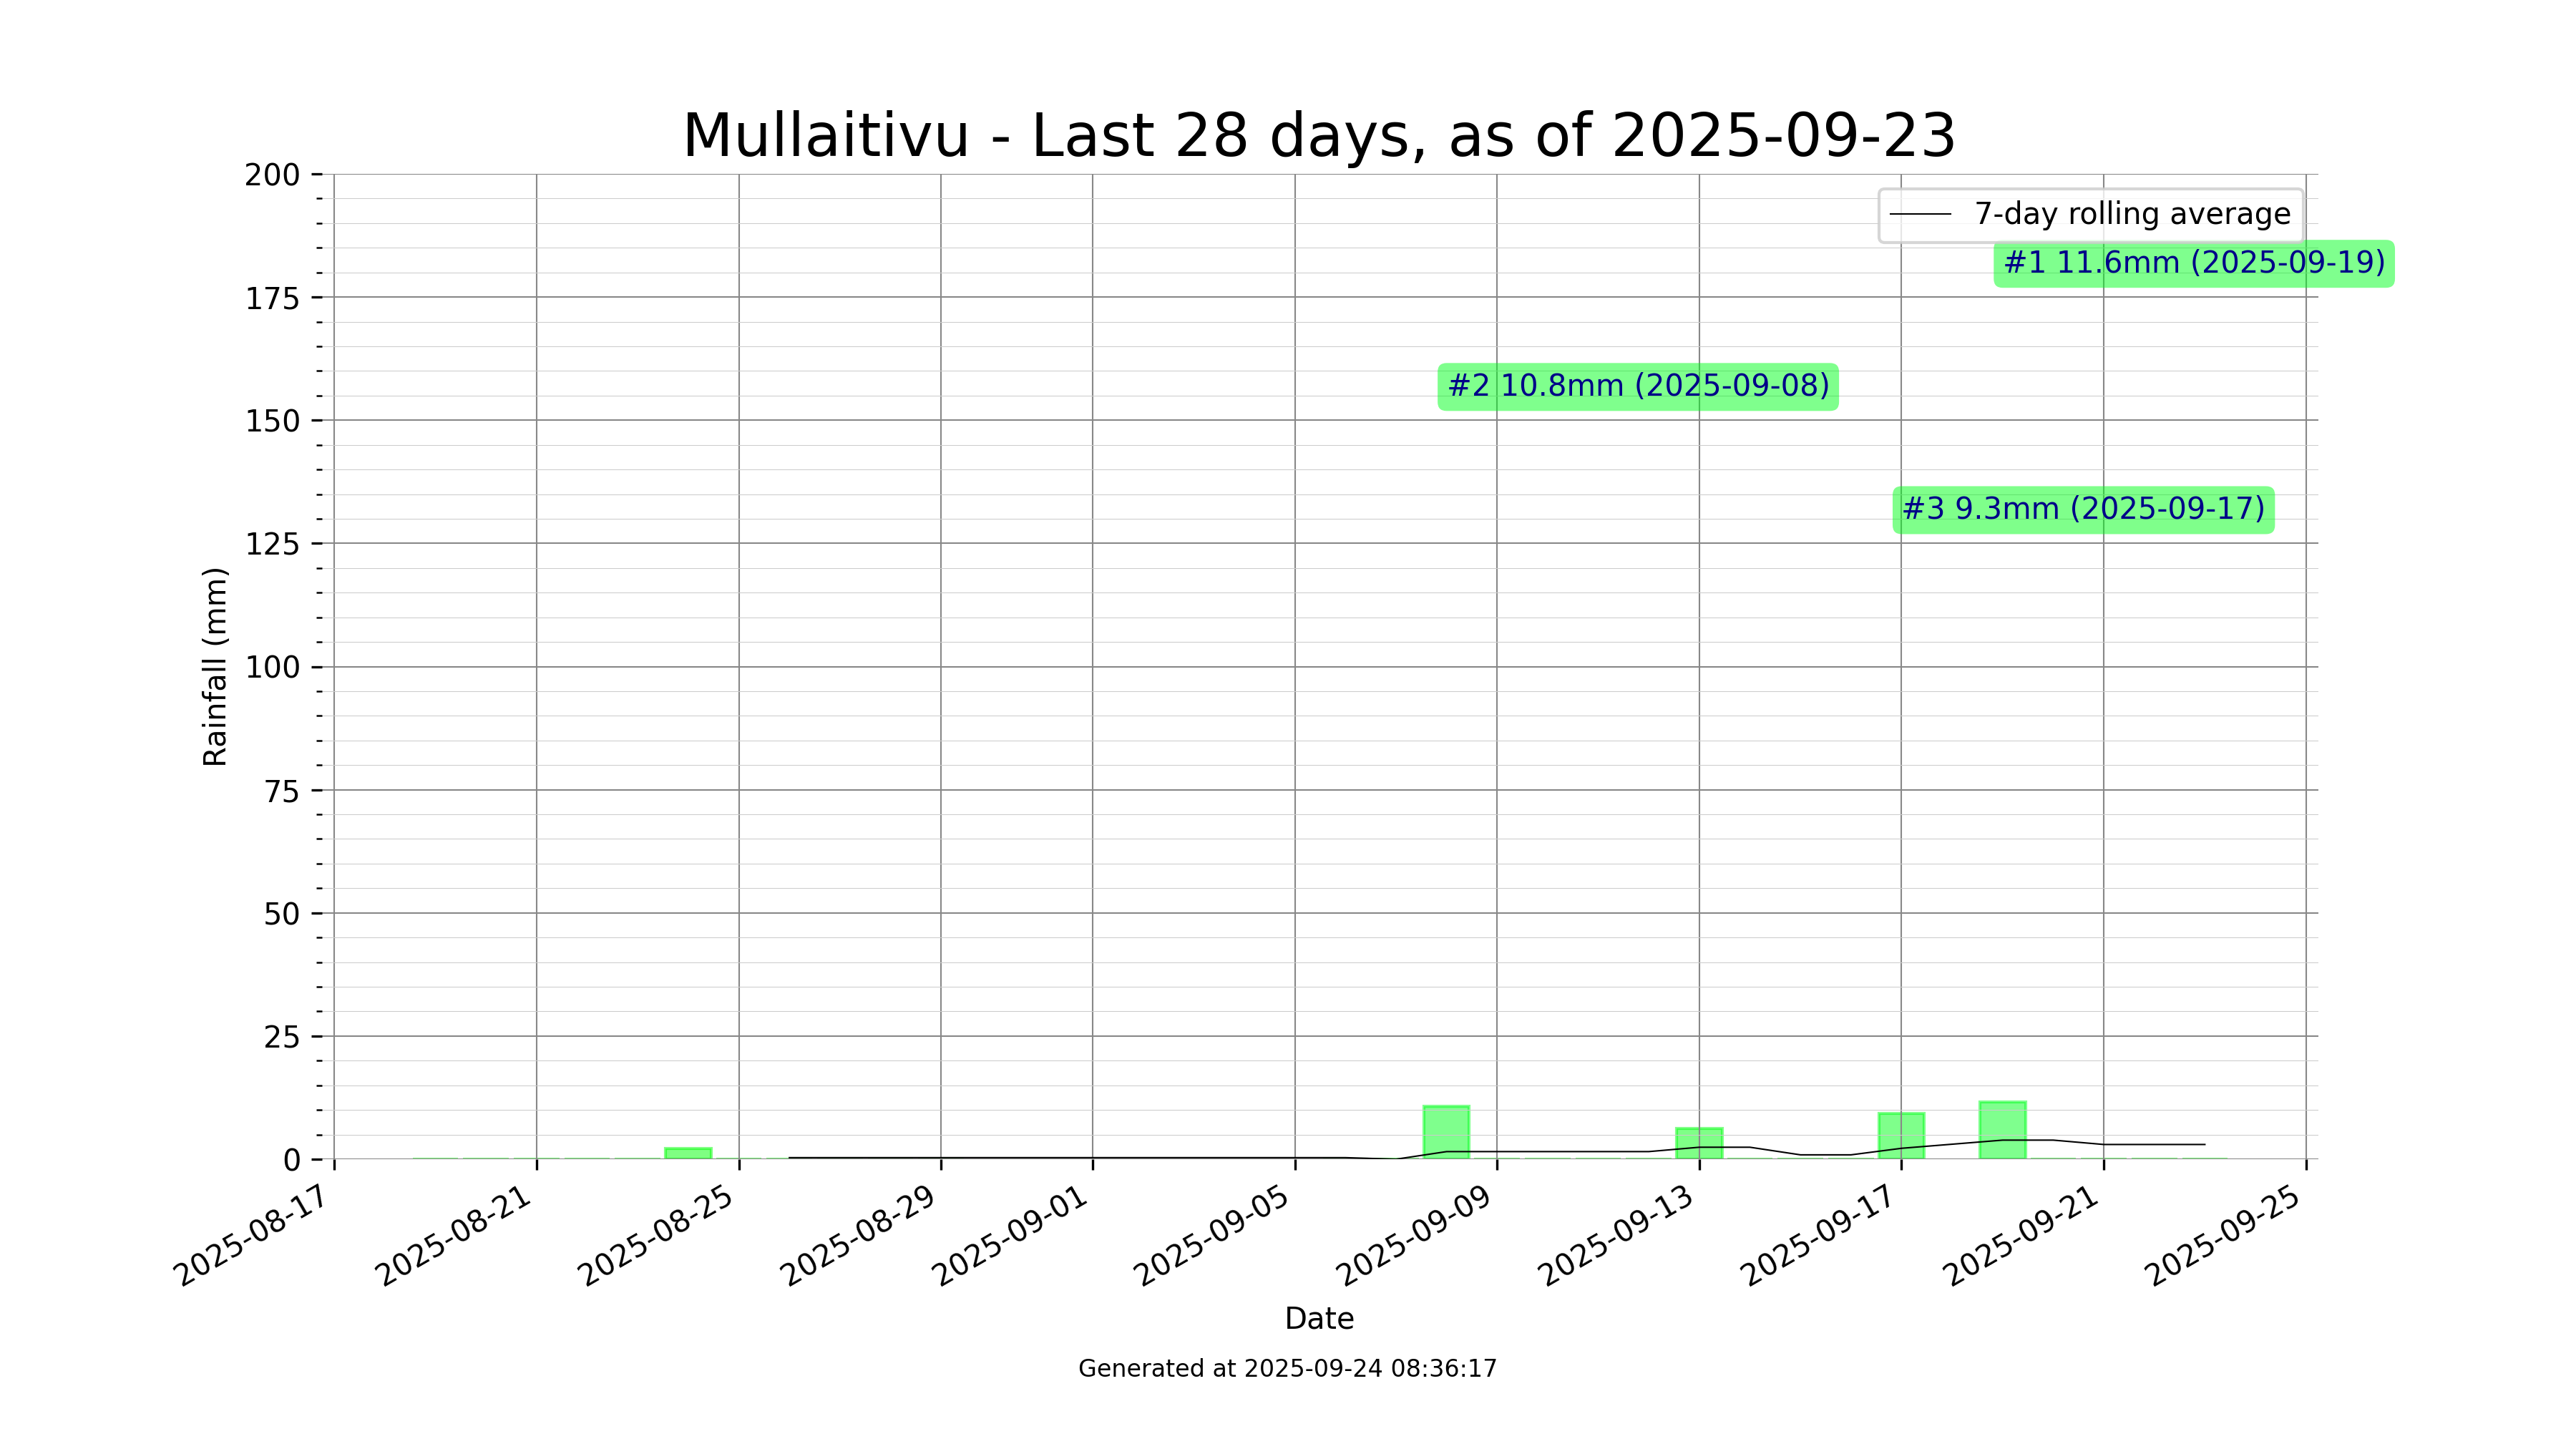 Mullaitivu - Last 28 days, as of 2025-09-23
200
175
150
125
100
75
50
25
0
Rainfall (mm)
7-day rolling average
#1 11.6mm (2025-09-19)
#2 10.8mm (2025-09-08)
#3 9.3mm (2025-09-17)
2025-08-17
2025-08-21
2025-08-25
2025-08-29
2025-09-01
2025-09-05
2025-09-09
2025-09-13
2025-09-17
2025-09-21
2025-09-25
Date
Generated at 2025-09-24 08:36:17